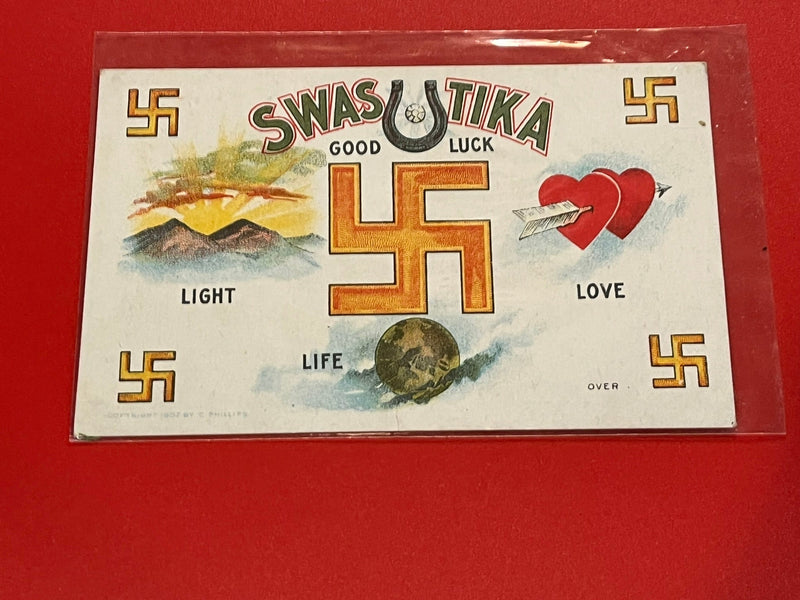 SWASTIKA
GOOD LUCK
LIGHT
LOVE
LIFE
OVER
COPYRIGHT 1907 BY E. PHILLIPS